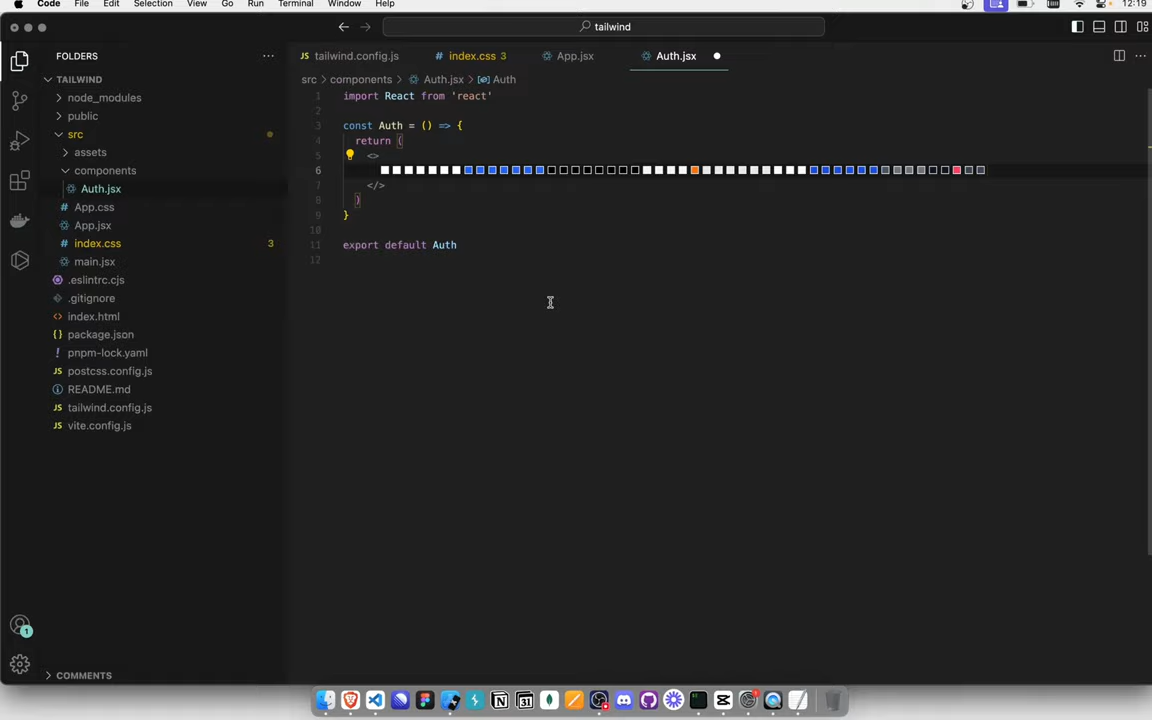 Code File Edit Selection View Go Run Terminal Window Help 12:19
tailwind
FOLDERS
TAILWIND
node_modules
public
src
assets
components
Auth.jsx
App.css
App.jsx
index.css 3
main.jsx
.eslintrc.cjs
.gitignore
index.html
package.json
pnpm-lock.yaml
postcss.config.js
README.md
tailwind.config.js
vite.config.js
COMMENTS
tailwind.config.js index.css 3 App.jsx Auth.jsx
src > components > Auth.jsx > Auth
1 import React from 'react'
2
3 const Auth = () => {
4 return (
5 <>
6
7 </>
8 )
9 }
10
11 export default Auth
12
1
31